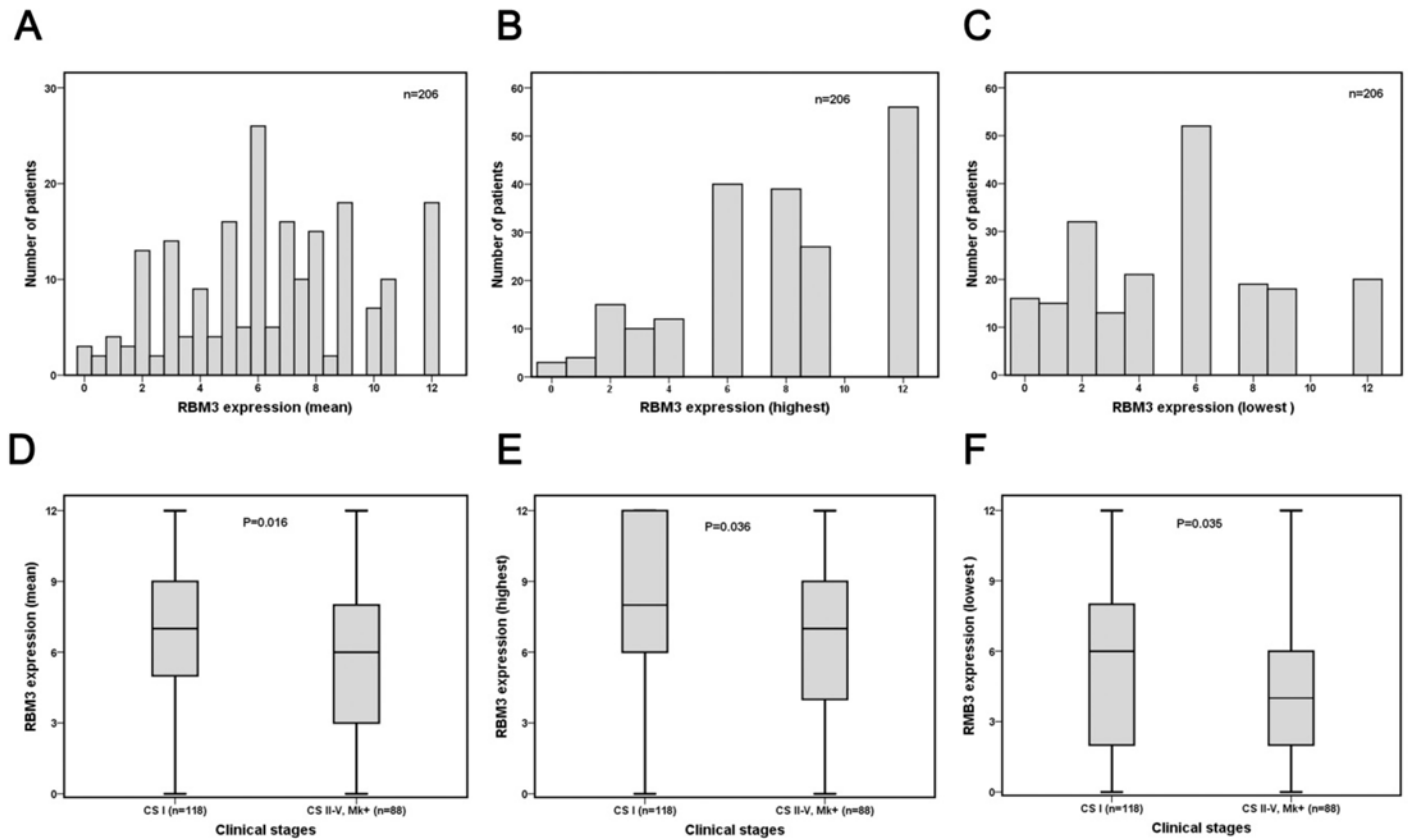 A
B
C
Number of patients
30
20
10
0
n=206
0 2 4 6 8 10 12
RBM3 expression (mean)
Number of patients
60
50
40
30
20
10
0
n=206
0 2 4 6 8 10 12
RBM3 expression (highest)
Number of patients
60
50
40
30
20
10
0
n=206
0 2 4 6 8 10 12
RBM3 expression (lowest )
D
E
F
RBM3 expression (mean)
12
9
6
3
0
P=0.016
CS I (n=118) CS II-V, Mk+ (n=88)
Clinical stages
RBM3 expression (highest)
12
9
6
3
0
P=0.036
CS I (n=118) CS II-V, Mk+ (n=88)
Clinical stages
RMB3 expression (lowest )
12
9
6
3
0
P=0.035
CS I (n=118) CS II-V, Mk+ (n=88)
Clinical stages